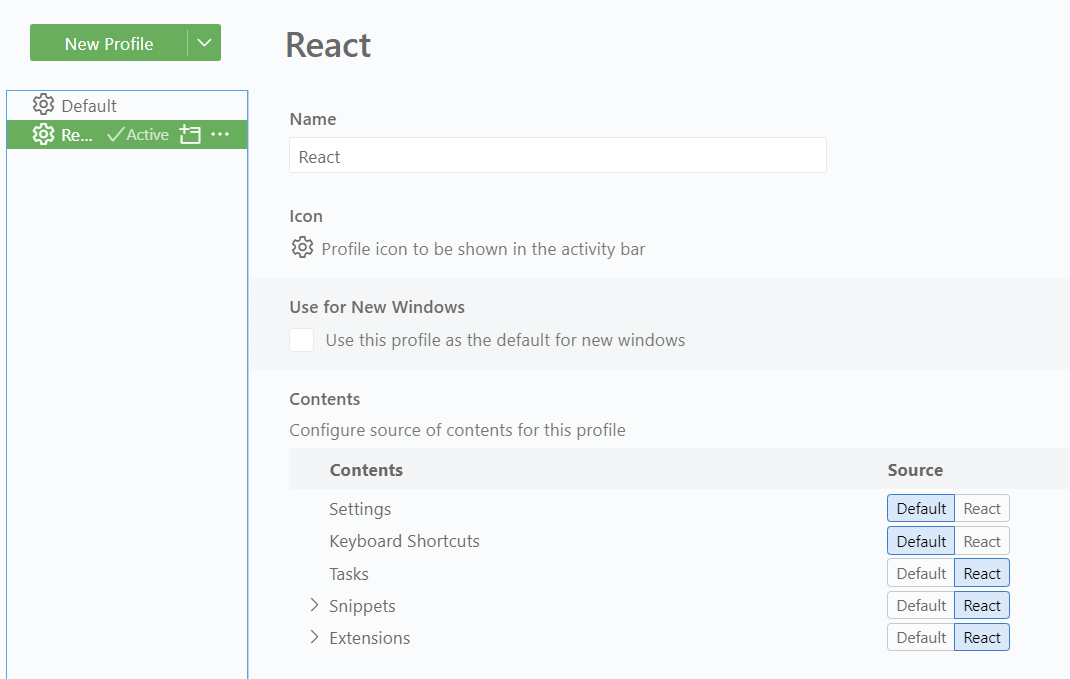 New Profile
Default
Re... Active
React
Name
React
Icon
Profile icon to be shown in the activity bar
Use for New Windows
Use this profile as the default for new windows
Contents
Configure source of contents for this profile
Contents Source
Settings Default React
Keyboard Shortcuts Default React
Tasks Default React
Snippets Default React
Extensions Default React